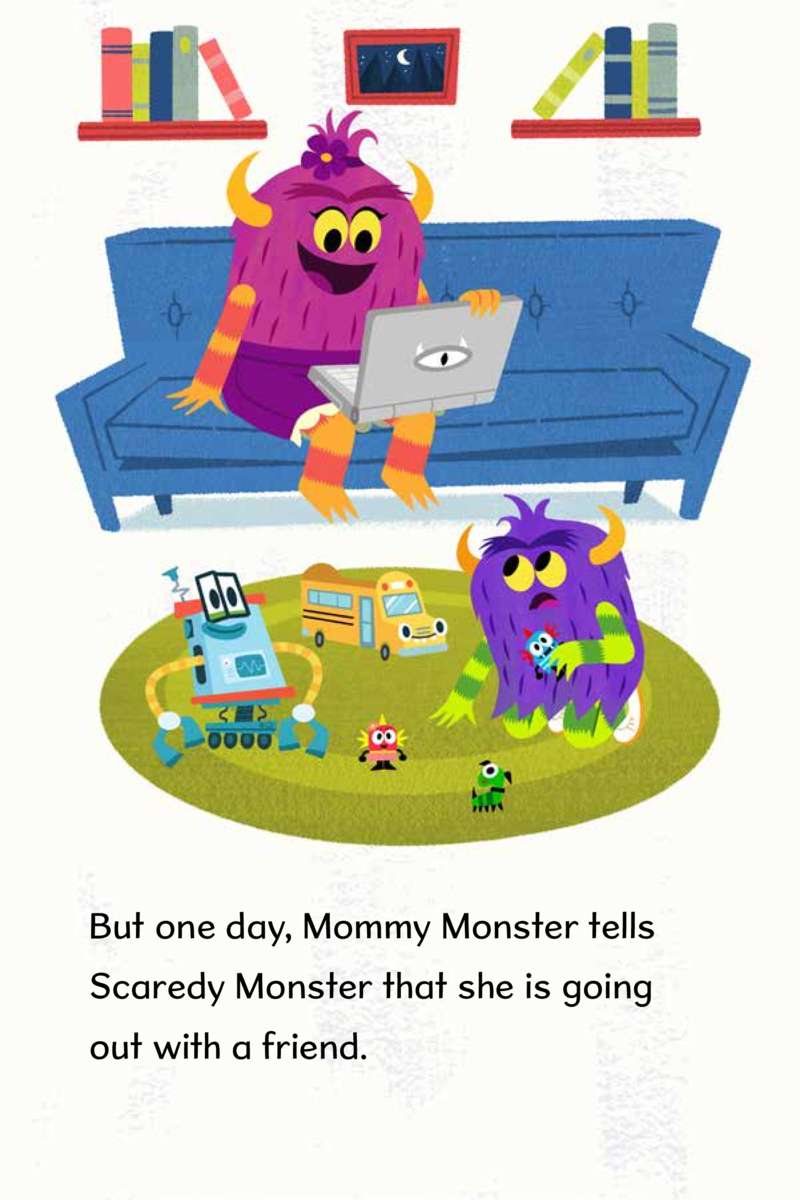 But one day, Mommy Monster tells
Scaredy Monster that she is going
out with a friend.